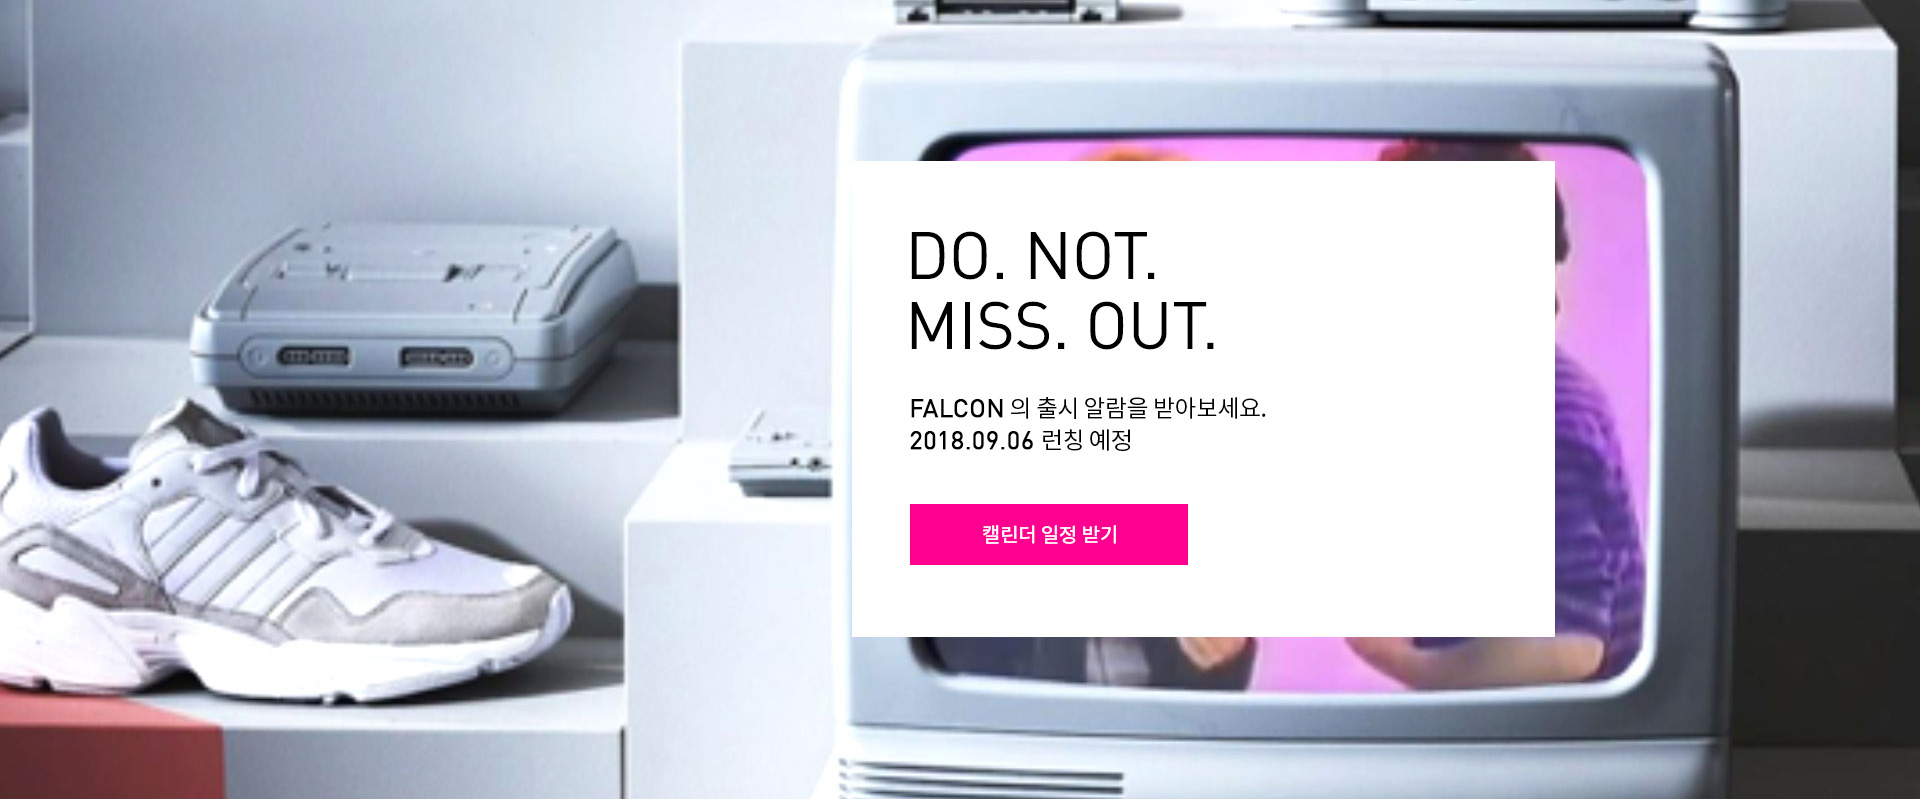 DO. NOT.
MISS. OUT.
FALCON 의 출시 알람을 받아보세요.
2018.09.06 런칭 예정
캘린더 일정 받기